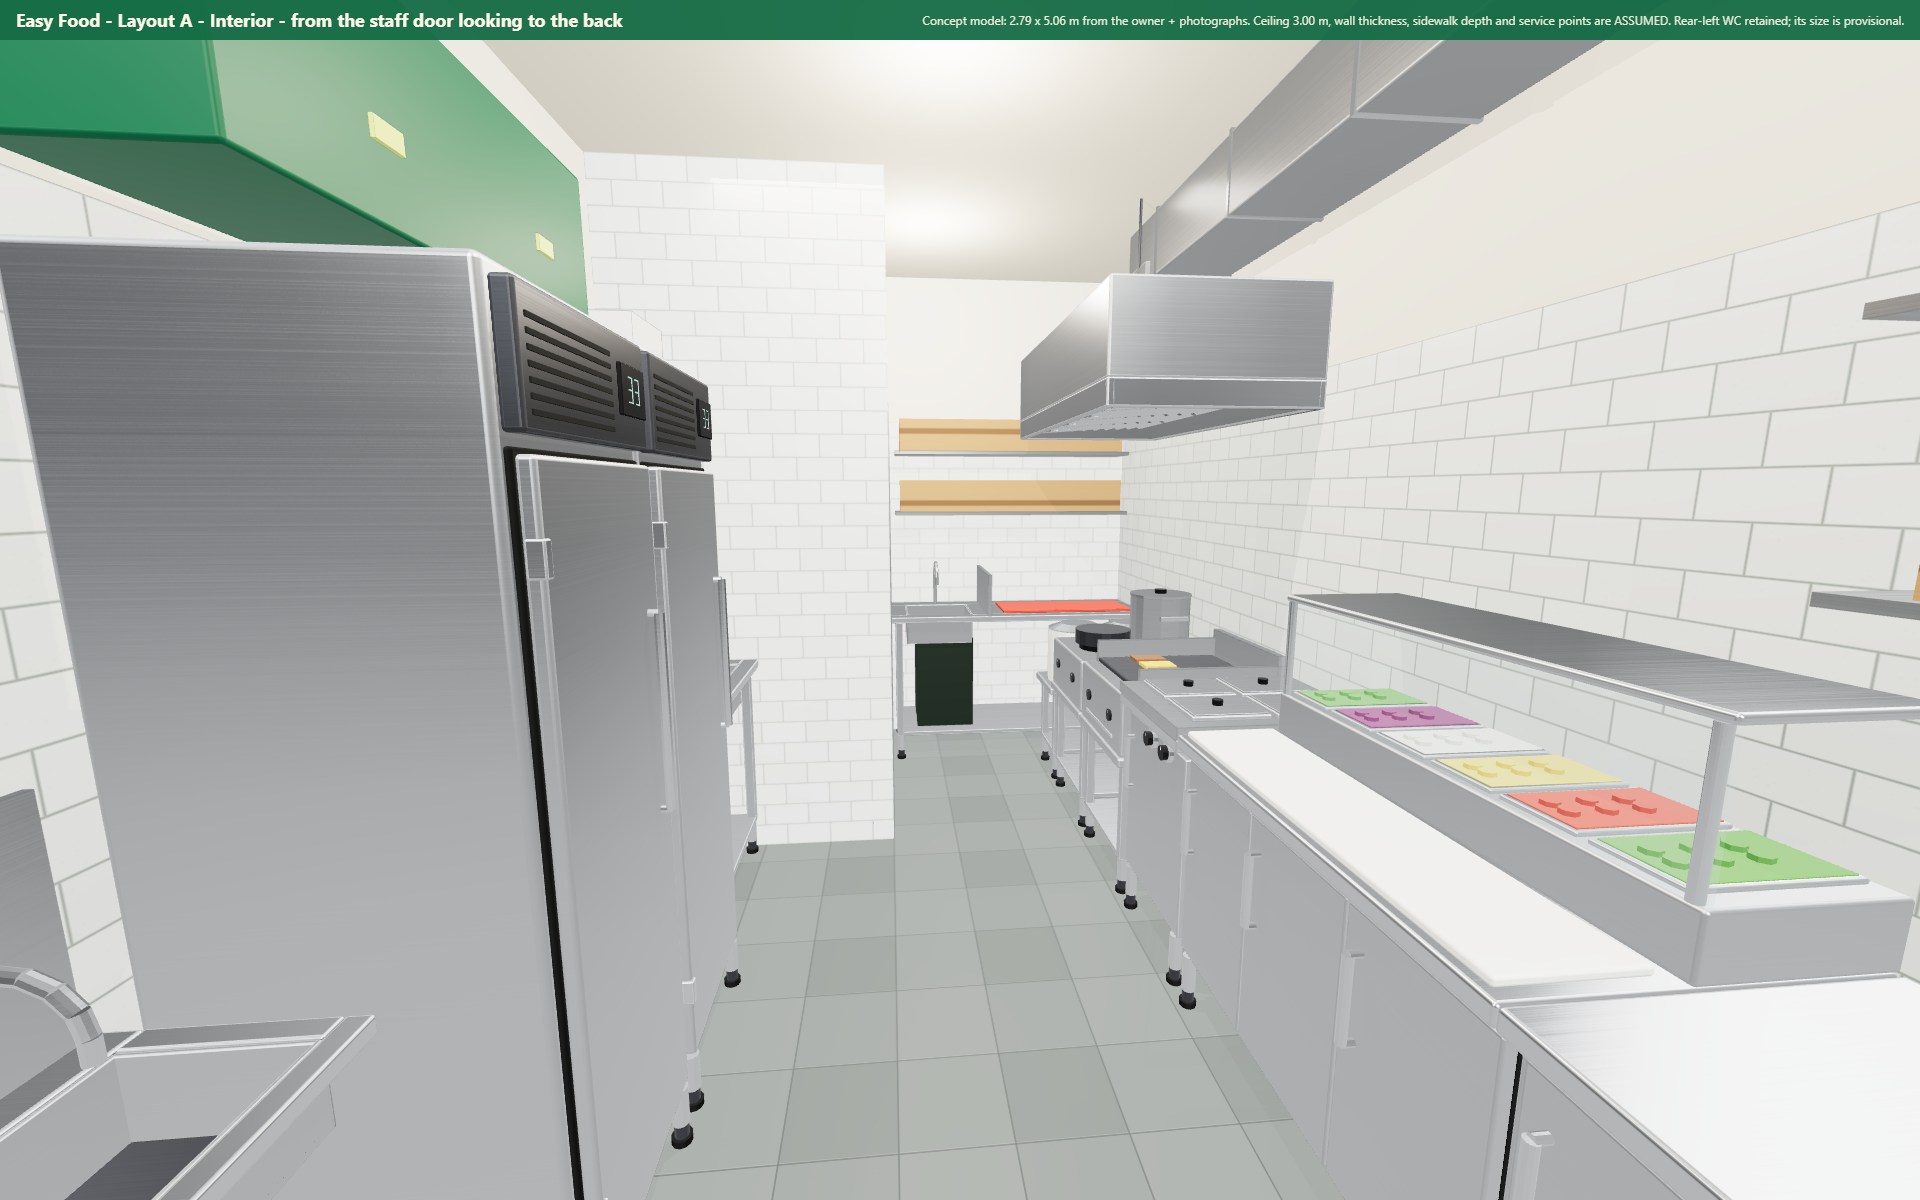 Easy Food - Layout A - Interior - from the staff door looking to the back
Concept model: 2.79 x 5.06 m from the owner + photographs. Ceiling 3.00 m, wall thickness, sidewalk depth and service points are ASSUMED. Rear-left WC retained; its size is provisional.